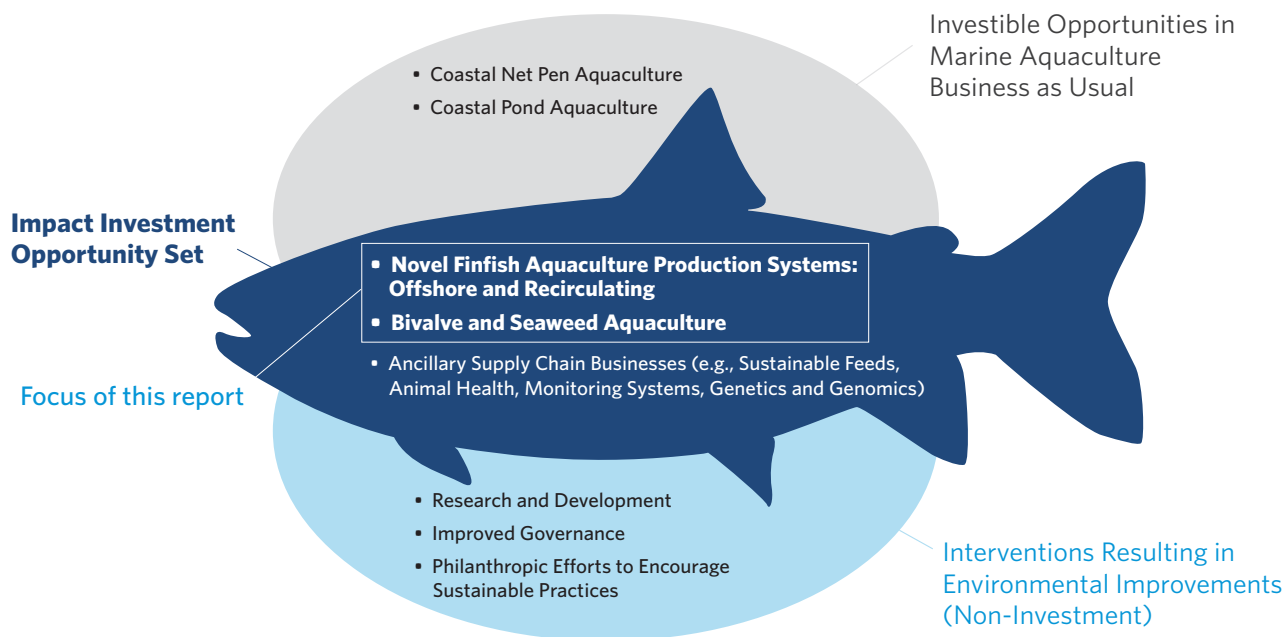 Investible Opportunities in
Marine Aquaculture
Business as Usual
▪ Coastal Net Pen Aquaculture
▪ Coastal Pond Aquaculture
Impact Investment
Opportunity Set
▪ Novel Finfish Aquaculture Production Systems:
Offshore and Recirculating
▪ Bivalve and Seaweed Aquaculture
▪ Ancillary Supply Chain Businesses (e.g., Sustainable Feeds,
Animal Health, Monitoring Systems, Genetics and Genomics)
Focus of this report
▪ Research and Development
▪ Improved Governance
▪ Philanthropic Efforts to Encourage
Sustainable Practices
Interventions Resulting in
Environmental Improvements
(Non-Investment)